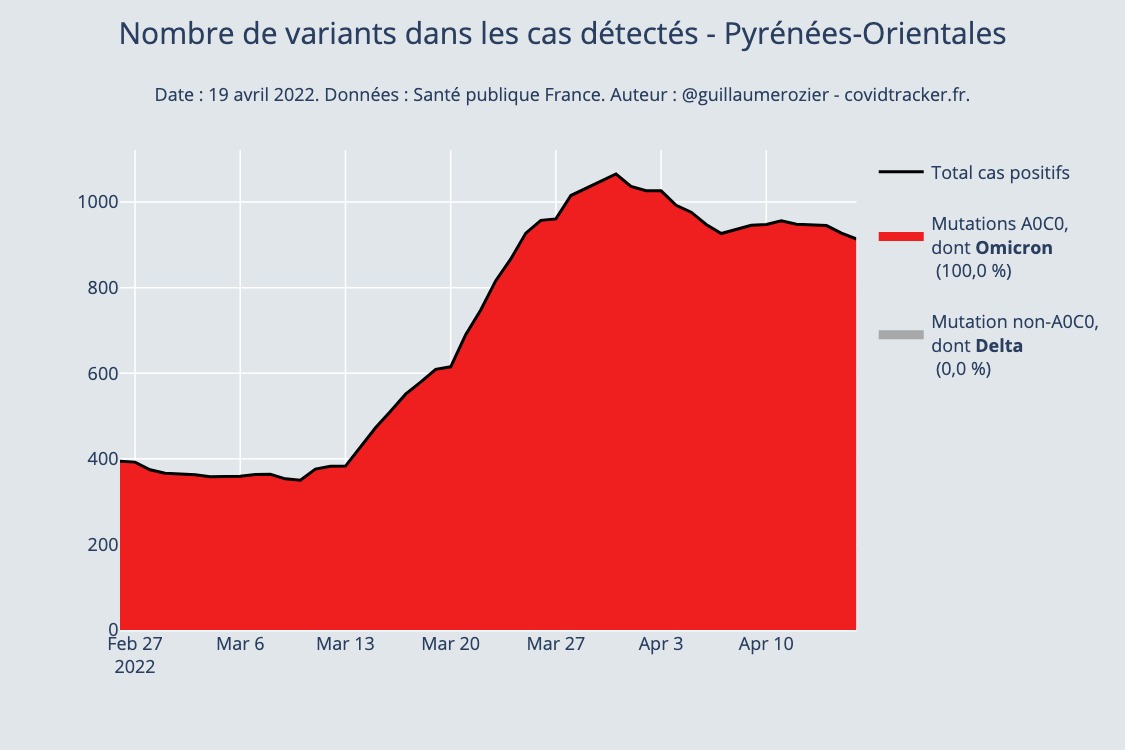 Nombre de variants dans les cas détectés - Pyrénées-Orientales
Date : 19 avril 2022. Données : Santé publique France. Auteur : @guillaumerozier - covidtracker.fr.
Total cas positifs
Mutations A0C0,
dont Omicron
(100,0 %)
Mutation non-A0C0,
dont Delta
(0,0 %)
1000
800
600
400
200
0
Feb 27 Mar 6 Mar 13 Mar 20 Mar 27 Apr 3 Apr 10
2022